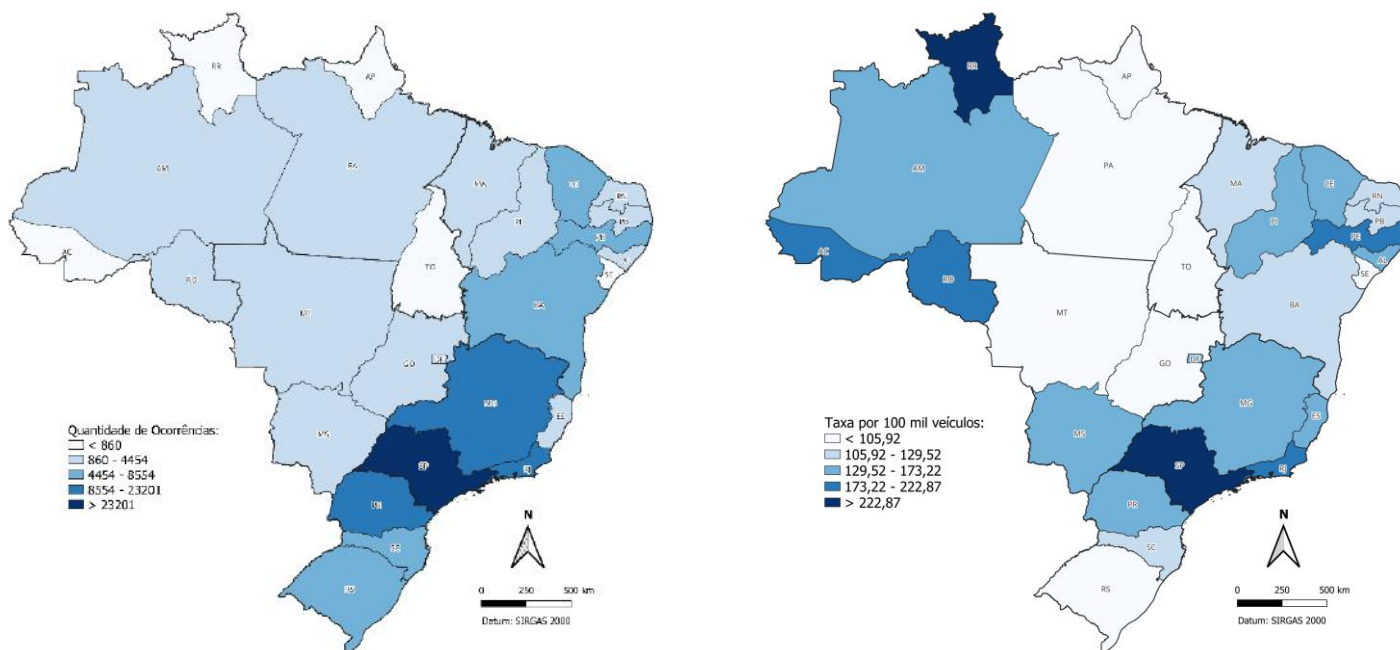 RR
AP
AM
PA
MA
CE
RN
PI
PB
PE
AC
TO
RO
BA
MT
GO
DF
MG
ES
MS
SP
RJ
PR
SC
RS
Quantidade de Ocorrências:
< 860
860 - 4454
4454 - 8554
8554 - 23201
> 23201
N
0 250 500 km
Datum: SIRGAS 2000
RR
AP
AM
PA
MA
CE
RN
PI
PB
PE
AC
AL
TO
SE
RO
BA
MT
GO
DF
MG
ES
MS
SP
RJ
PR
SC
RS
Taxa por 100 mil veículos:
< 105,92
105,92 - 129,52
129,52 - 173,22
173,22 - 222,87
> 222,87
N
0 250 500 km
Datum: SIRGAS 2000